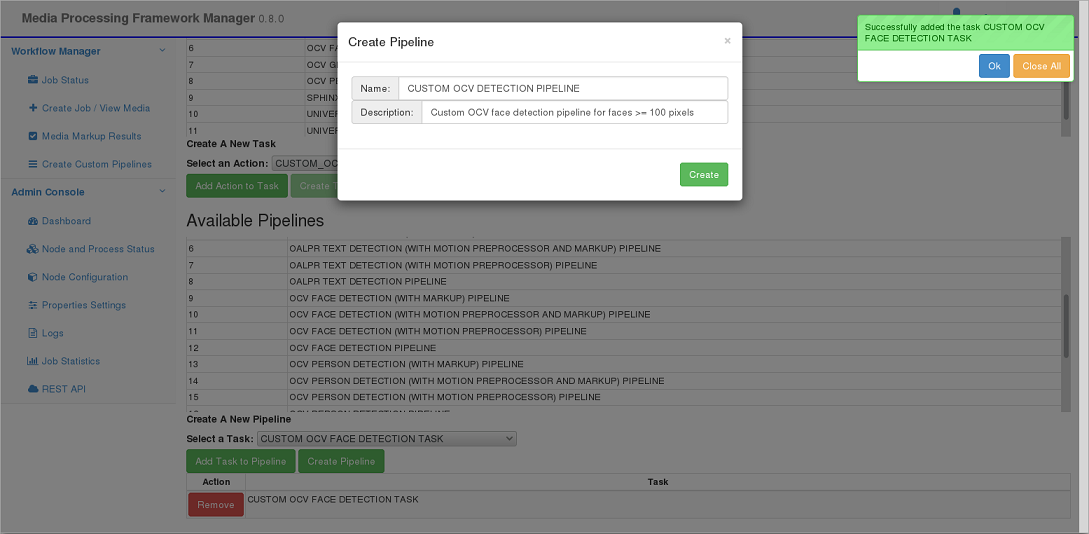 Media Processing Framework Manager 0.8.0
Workflow Manager
Job Status
Create Job / View Media
Media Markup Results
Create Custom Pipelines
Admin Console
Dashboard
Node and Process Status
Node Configuration
Properties Settings
Logs
Job Statistics
REST API
Create Pipeline
×
Name: CUSTOM OCV DETECTION PIPELINE
Description: Custom OCV face detection pipeline for faces >= 100 pixels
Create
Successfully added the task CUSTOM OCV
FACE DETECTION TASK
Ok Close All
6 OCV FA
7 OCV G
8 OCV P
9 SPHIN
10 UNIVER
11 UNIVER
Create A New Task
Select an Action: CUSTOM_OC
Add Action to Task Create T
Available Pipelines
6 OALPR TEXT DETECTION (WITH MOTION PREPROCESSOR AND MARKUP) PIPELINE
7 OALPR TEXT DETECTION (WITH MOTION PREPROCESSOR) PIPELINE
8 OALPR TEXT DETECTION PIPELINE
9 OCV FACE DETECTION (WITH MARKUP) PIPELINE
10 OCV FACE DETECTION (WITH MOTION PREPROCESSOR AND MARKUP) PIPELINE
11 OCV FACE DETECTION (WITH MOTION PREPROCESSOR) PIPELINE
12 OCV FACE DETECTION PIPELINE
13 OCV PERSON DETECTION (WITH MARKUP) PIPELINE
14 OCV PERSON DETECTION (WITH MOTION PREPROCESSOR AND MARKUP) PIPELINE
15 OCV PERSON DETECTION (WITH MOTION PREPROCESSOR) PIPELINE
Create A New Pipeline
Select a Task: CUSTOM OCV FACE DETECTION TASK
Add Task to Pipeline Create Pipeline
Action Task
Remove CUSTOM OCV FACE DETECTION TASK